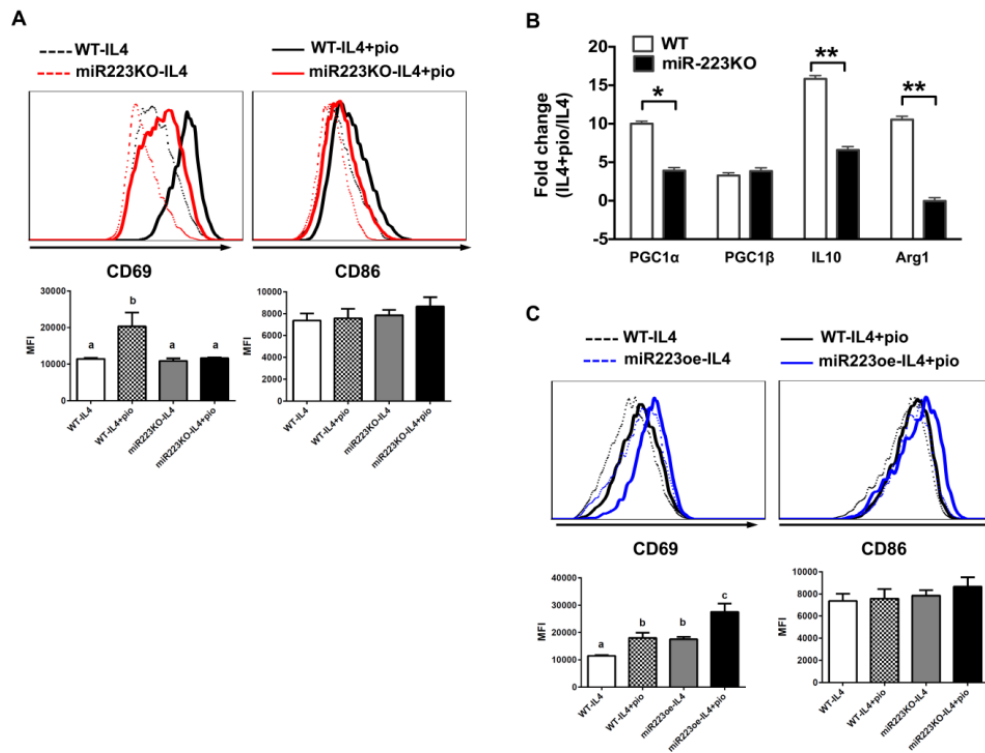 A
WT-IL4
miR223KO-IL4
WT-IL4+pio
miR223KO-IL4+pio
CD69
CD86
MFI
30000
20000
10000
0
a
b
a
a
WT-IL4
WT-IL4+pio
miR223KO-IL4
miR223KO-IL4+pio
MFI
10000
8000
6000
4000
2000
0
WT-IL4
WT-IL4+pio
miR223KO-IL4
miR223KO-IL4+pio
B
WT
miR-223KO
Fold change
(IL4+pio/IL4)
20
15
10
5
0
-5
*
**
**
PGC1α
PGC1β
IL10
Arg1
C
WT-IL4
miR223oe-IL4
WT-IL4+pio
miR223oe-IL4+pio
CD69
CD86
MFI
40000
30000
20000
10000
0
a
b
b
c
WT-IL4
WT-IL4+pio
miR223oe-IL4
miR223oe-IL4+pio
MFI
10000
8000
6000
4000
2000
0
WT-IL4
WT-IL4+pio
miR223KO-IL4
miR223KO-IL4+pio